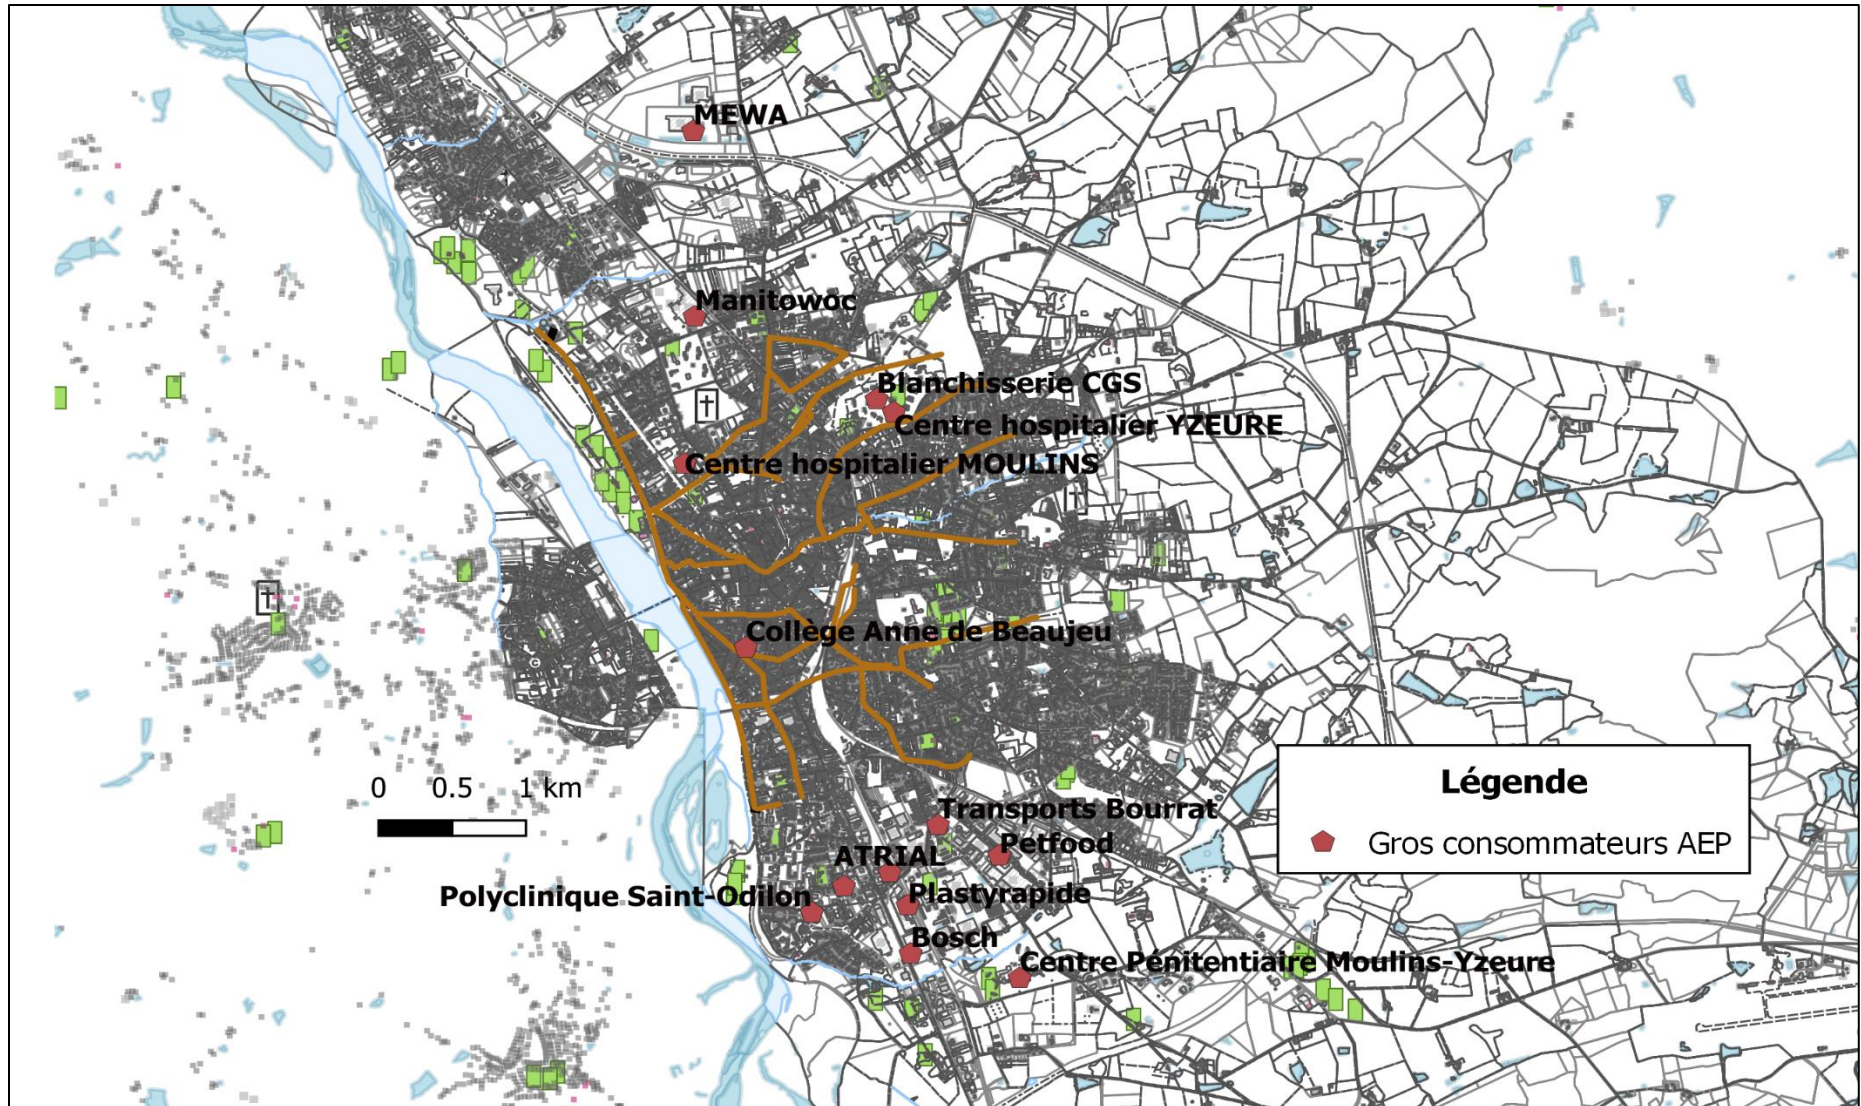 MEWA
Manitowoc
Blanchisserie CGS
Centre hospitalier YZEURE
Centre hospitalier MOULINS
Collège Anne de Beaujeu
0 0.5 1 km
Légende
Gros consommateurs AEP
Transports Bourrat
Petfood
ATRIAL
Polyclinique Saint-Odilon
Plastyrapide
Bosch
Centre Pénitentiaire Moulins-Yzeure